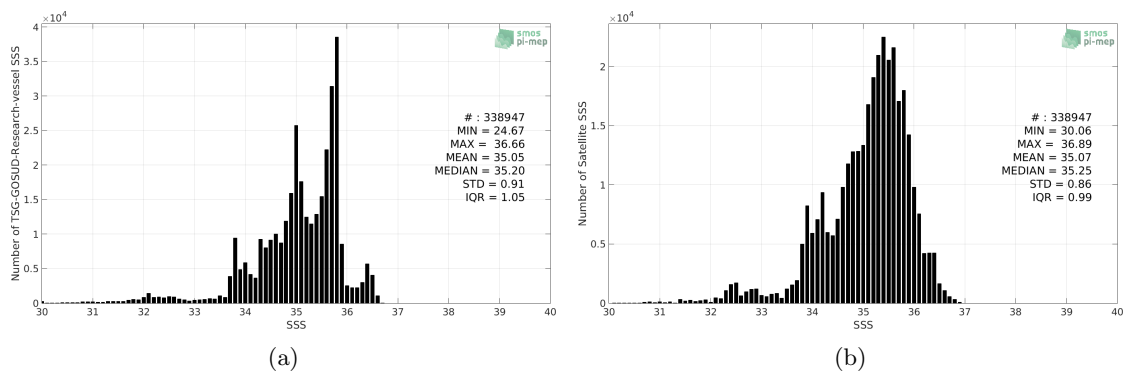 ×10⁴
4
3.5
3
2.5
2
1.5
1
0.5
0
30 31 32 33 34 35 36 37 38 39 40
SSS
Number of TSG-GOSUD-Research-vessel SSS
smos
pi-mep
# : 338947
MIN = 24.67
MAX = 36.66
MEAN = 35.05
MEDIAN = 35.20
STD = 0.91
IQR = 1.05
(a)
×10⁴
2
1.5
1
0.5
0
30 31 32 33 34 35 36 37 38 39 40
SSS
Number of Satellite SSS
smos
pi-mep
# : 338947
MIN = 30.06
MAX = 36.89
MEAN = 35.07
MEDIAN = 35.25
STD = 0.86
IQR = 0.99
(b)